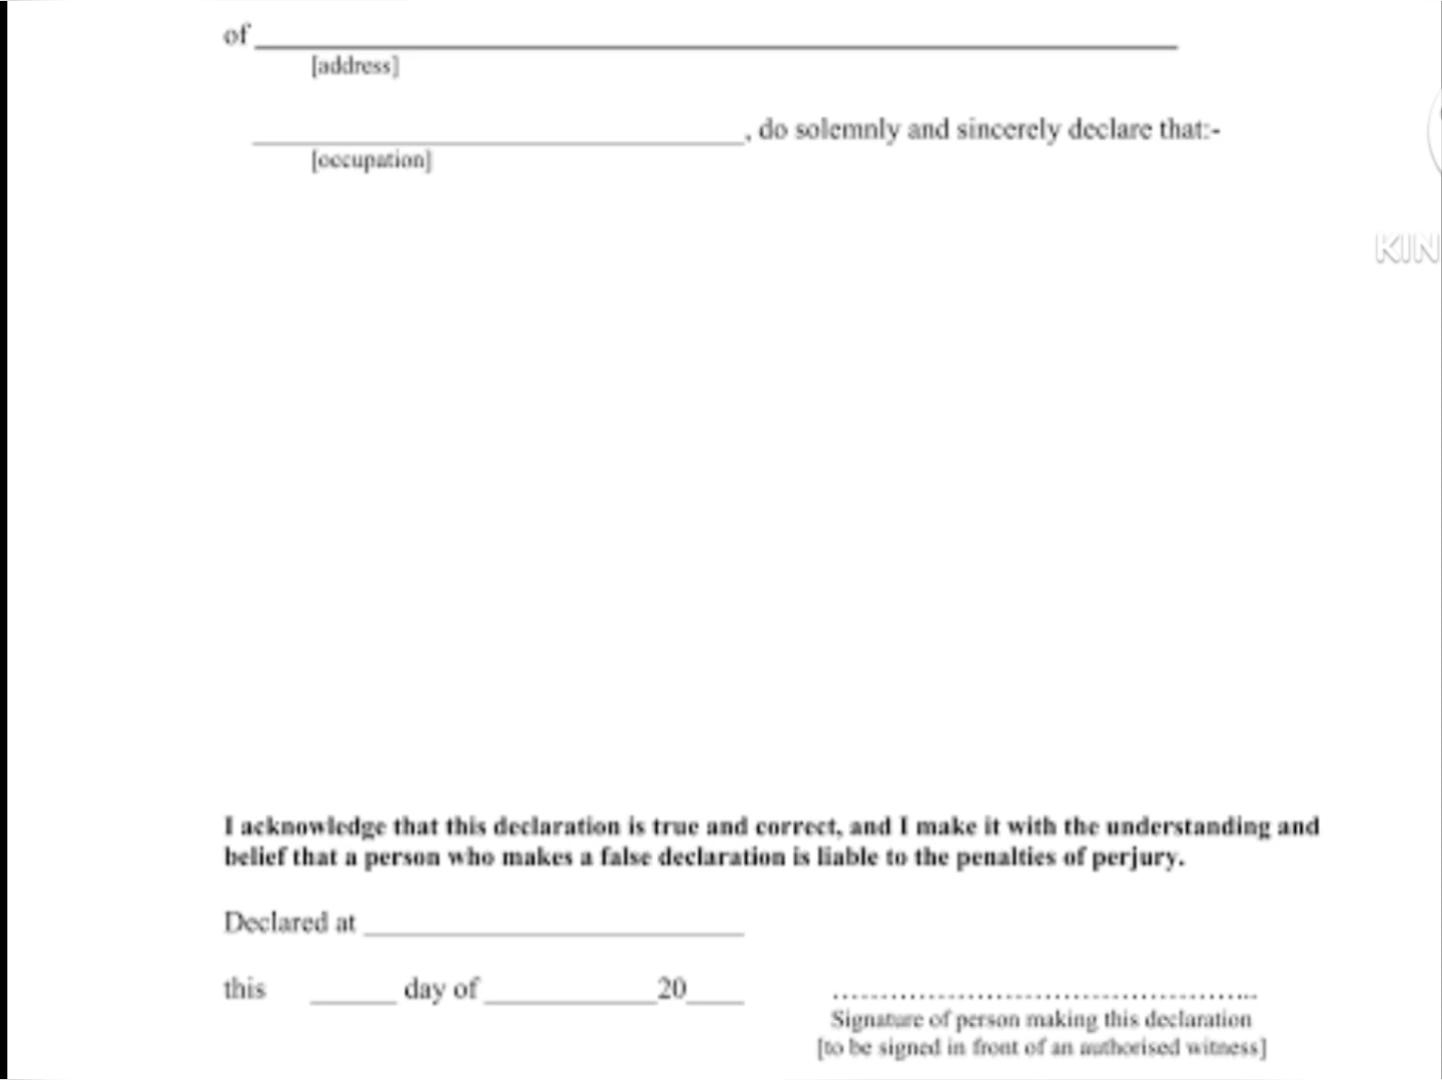 of
[address]
, do solemnly and sincerely declare that:-
[occupation]
KIN
I acknowledge that this declaration is true and correct, and I make it with the understanding and
belief that a person who makes a false declaration is liable to the penalties of perjury.
Declared at
this day of 20
Signature of person making this declaration
[to be signed in front of an authorised witness]